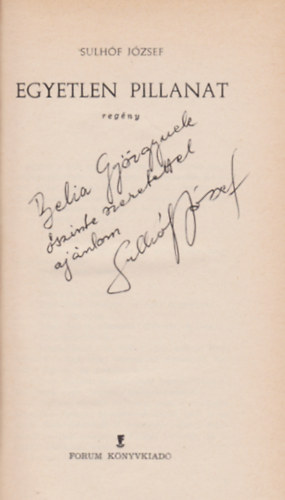 SULHÓF JÓZSEF
EGYETLEN PILLANAT
regény
Belia Györgynek
őszinte szeretettel
ajánlom
Sulhóf József
FORUM KÖNYVKIADÓ